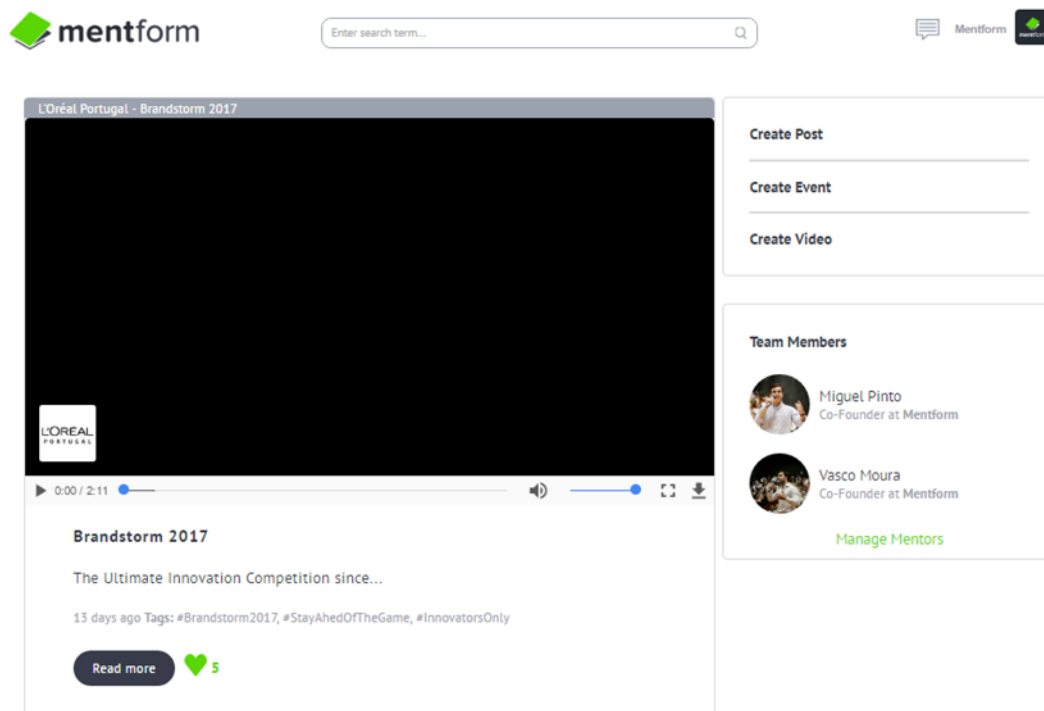 mentform
Enter search term...
Mentform
mentform
L'Oréal Portugal - Brandstorm 2017
L'ORÉAL
PORTUGAL
0:00 / 2:11
Brandstorm 2017
The Ultimate Innovation Competition since...
13 days ago Tags: #Brandstorm2017, #StayAhedOfTheGame, #InnovatorsOnly
Read more
5
Create Post
Create Event
Create Video
Team Members
Miguel Pinto
Co-Founder at Mentform
Vasco Moura
Co-Founder at Mentform
Manage Mentors